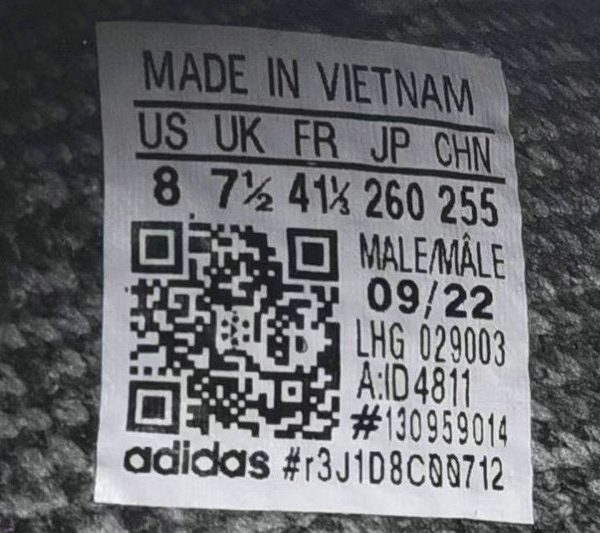 MADE IN VIETNAM
US UK FR JP CHN
8 7½ 41⅓ 260 255
MALE/MÂLE
09/22
LHG 029003
A:ID4811
#130959014
adidas #r3J1D8C00712